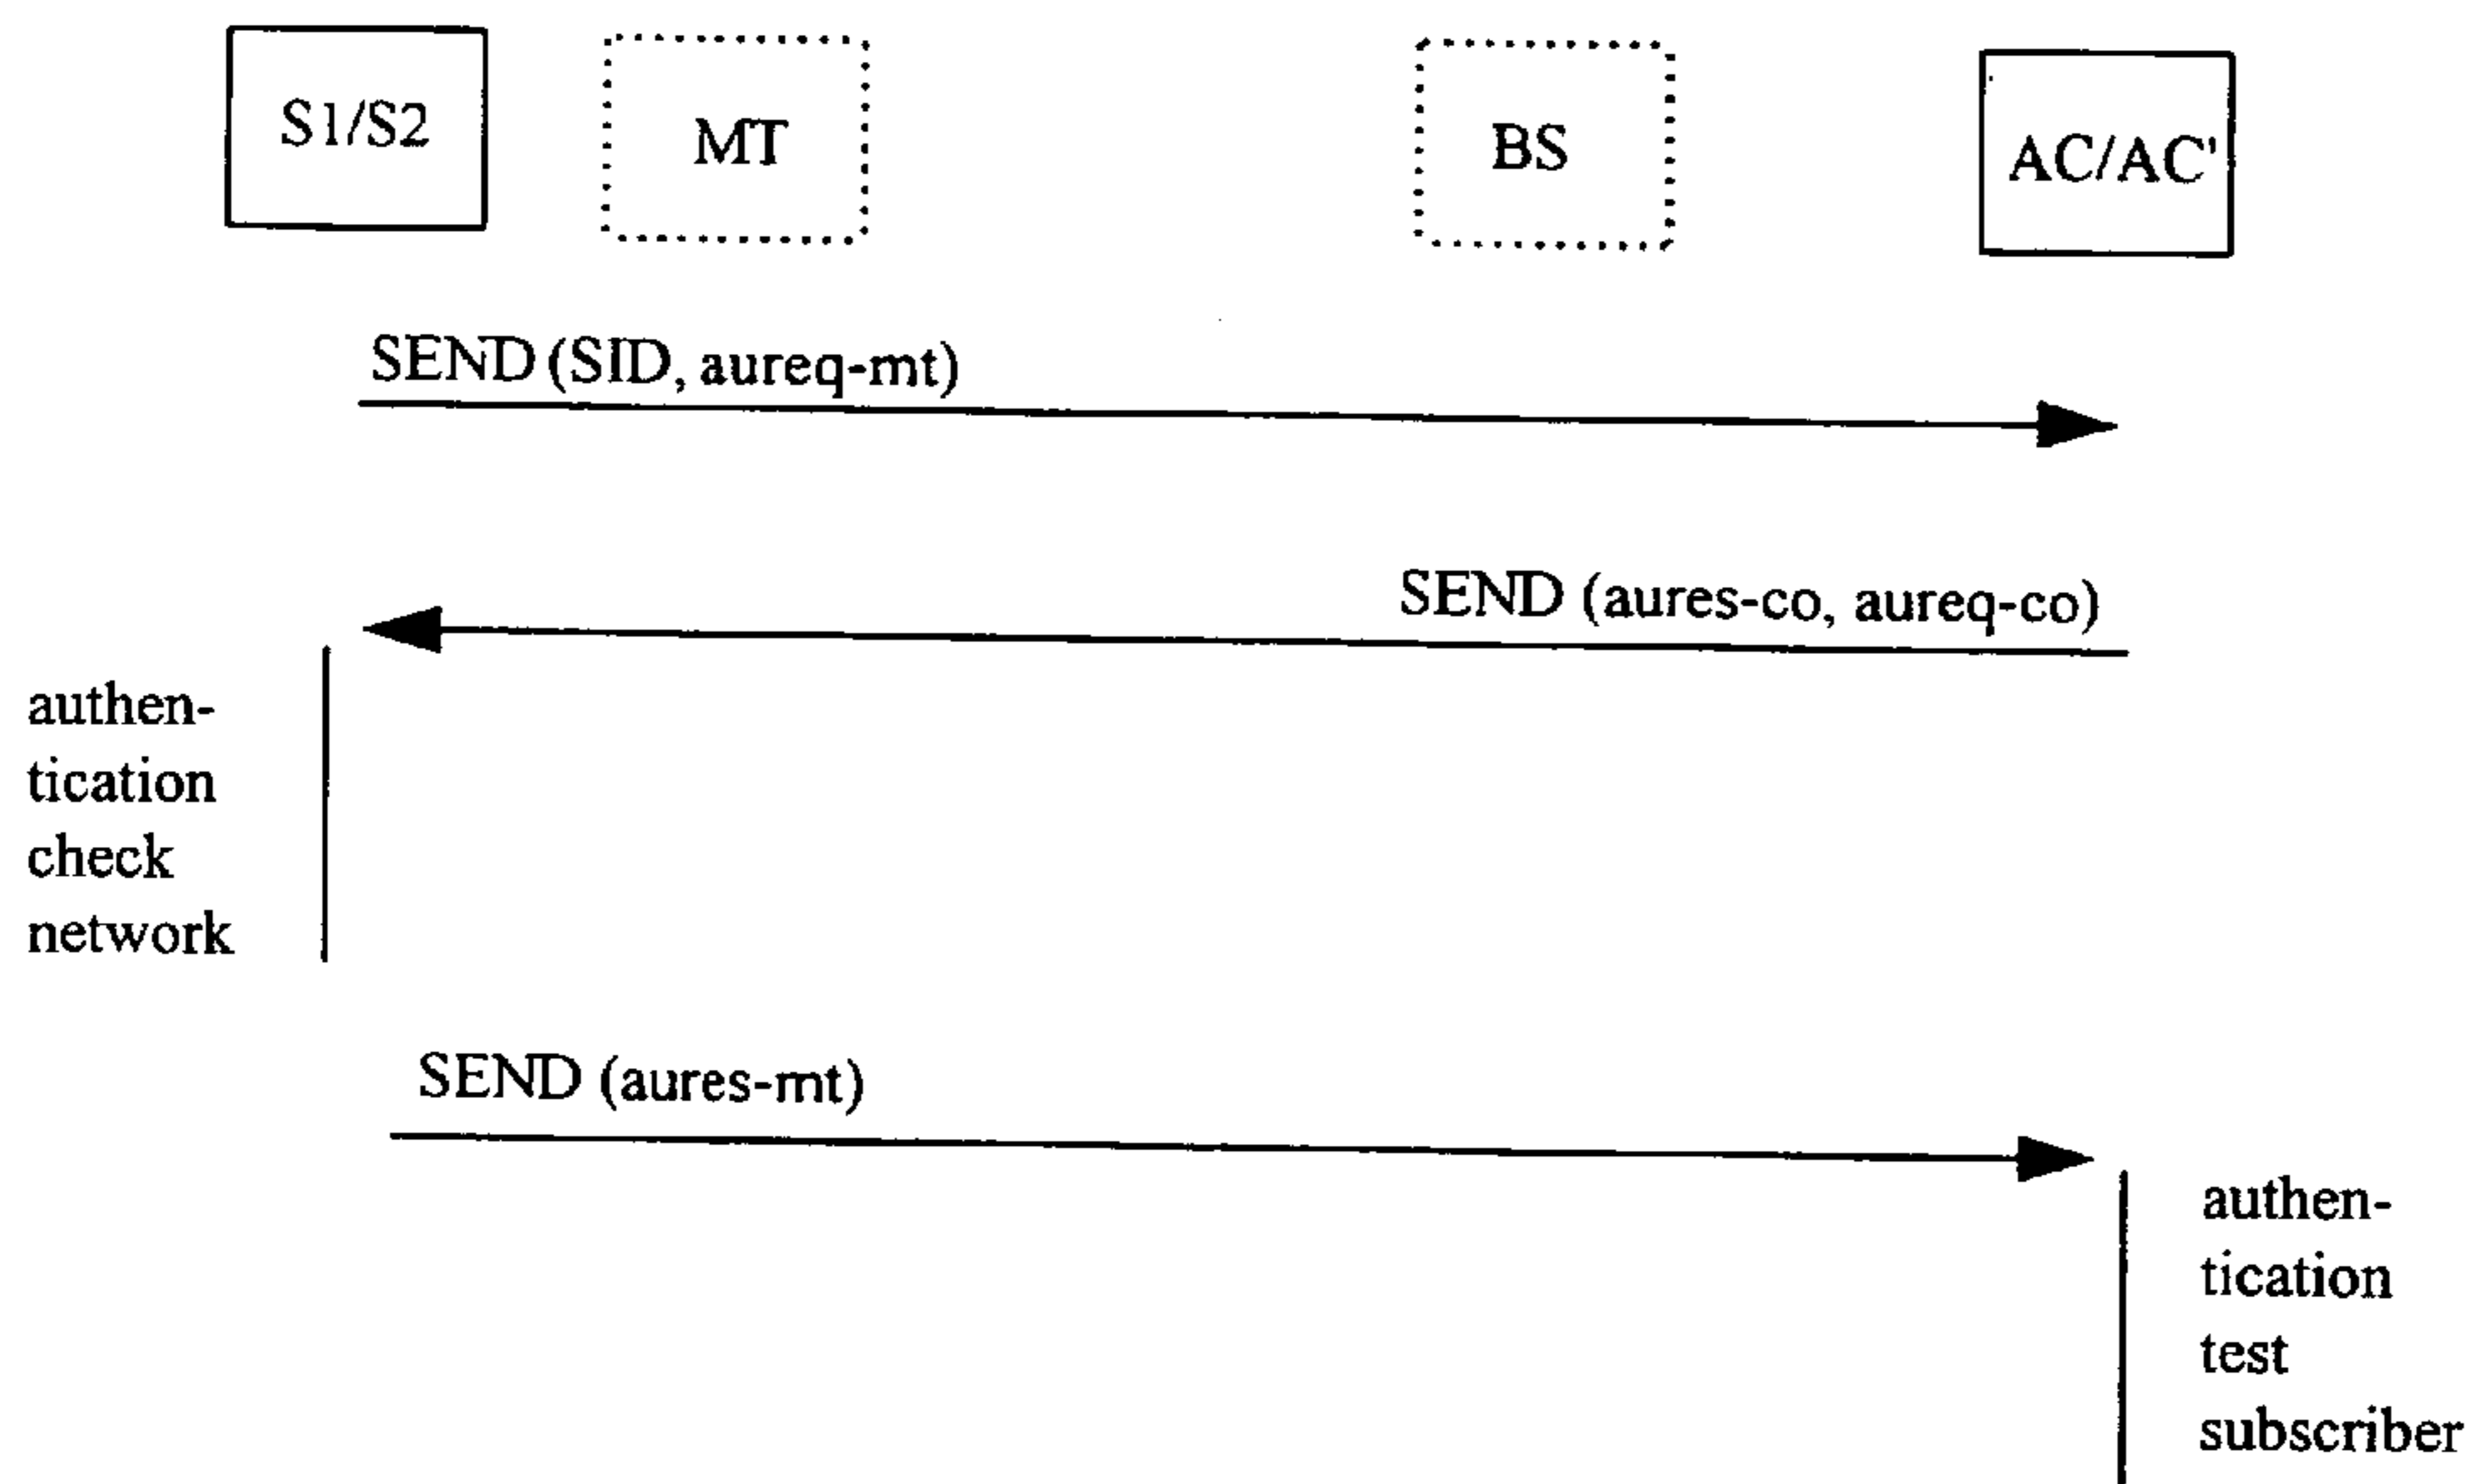 S1/S2
MT
BS
AC/AC'
SEND (SID, aureq-mt)
SEND (aures-co, aureq-co)
authen-
tication
check
network
SEND (aures-mt)
authen-
tication
test
subscriber